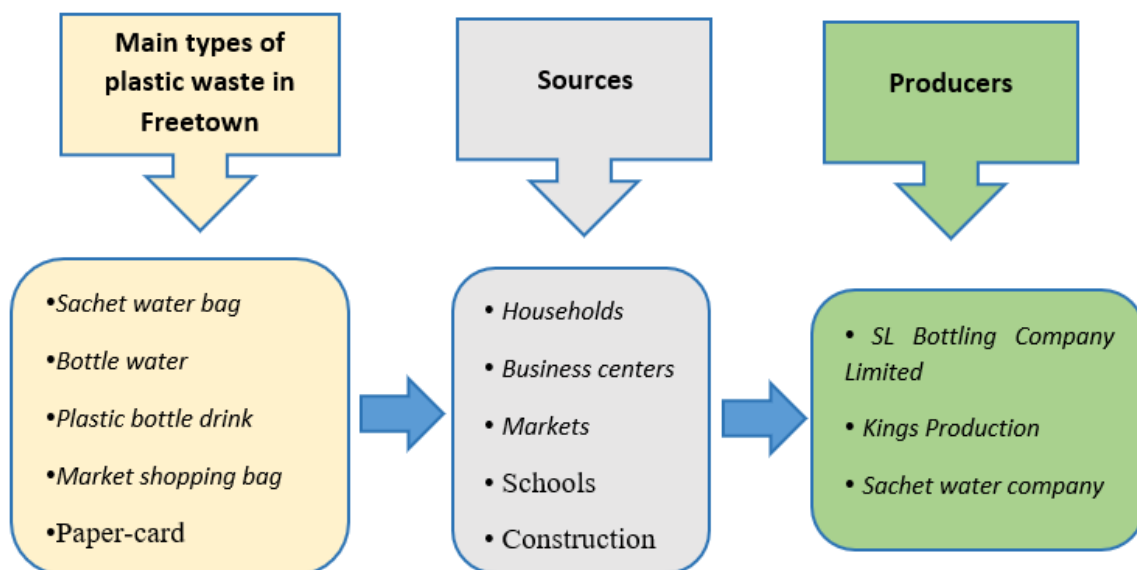 Main types of
plastic waste in
Freetown
Sources
Producers
•Sachet water bag
•Bottle water
•Plastic bottle drink
•Market shopping bag
•Paper-card
• Households
• Business centers
• Markets
• Schools
• Construction
• SL Bottling Company
Limited
• Kings Production
• Sachet water company